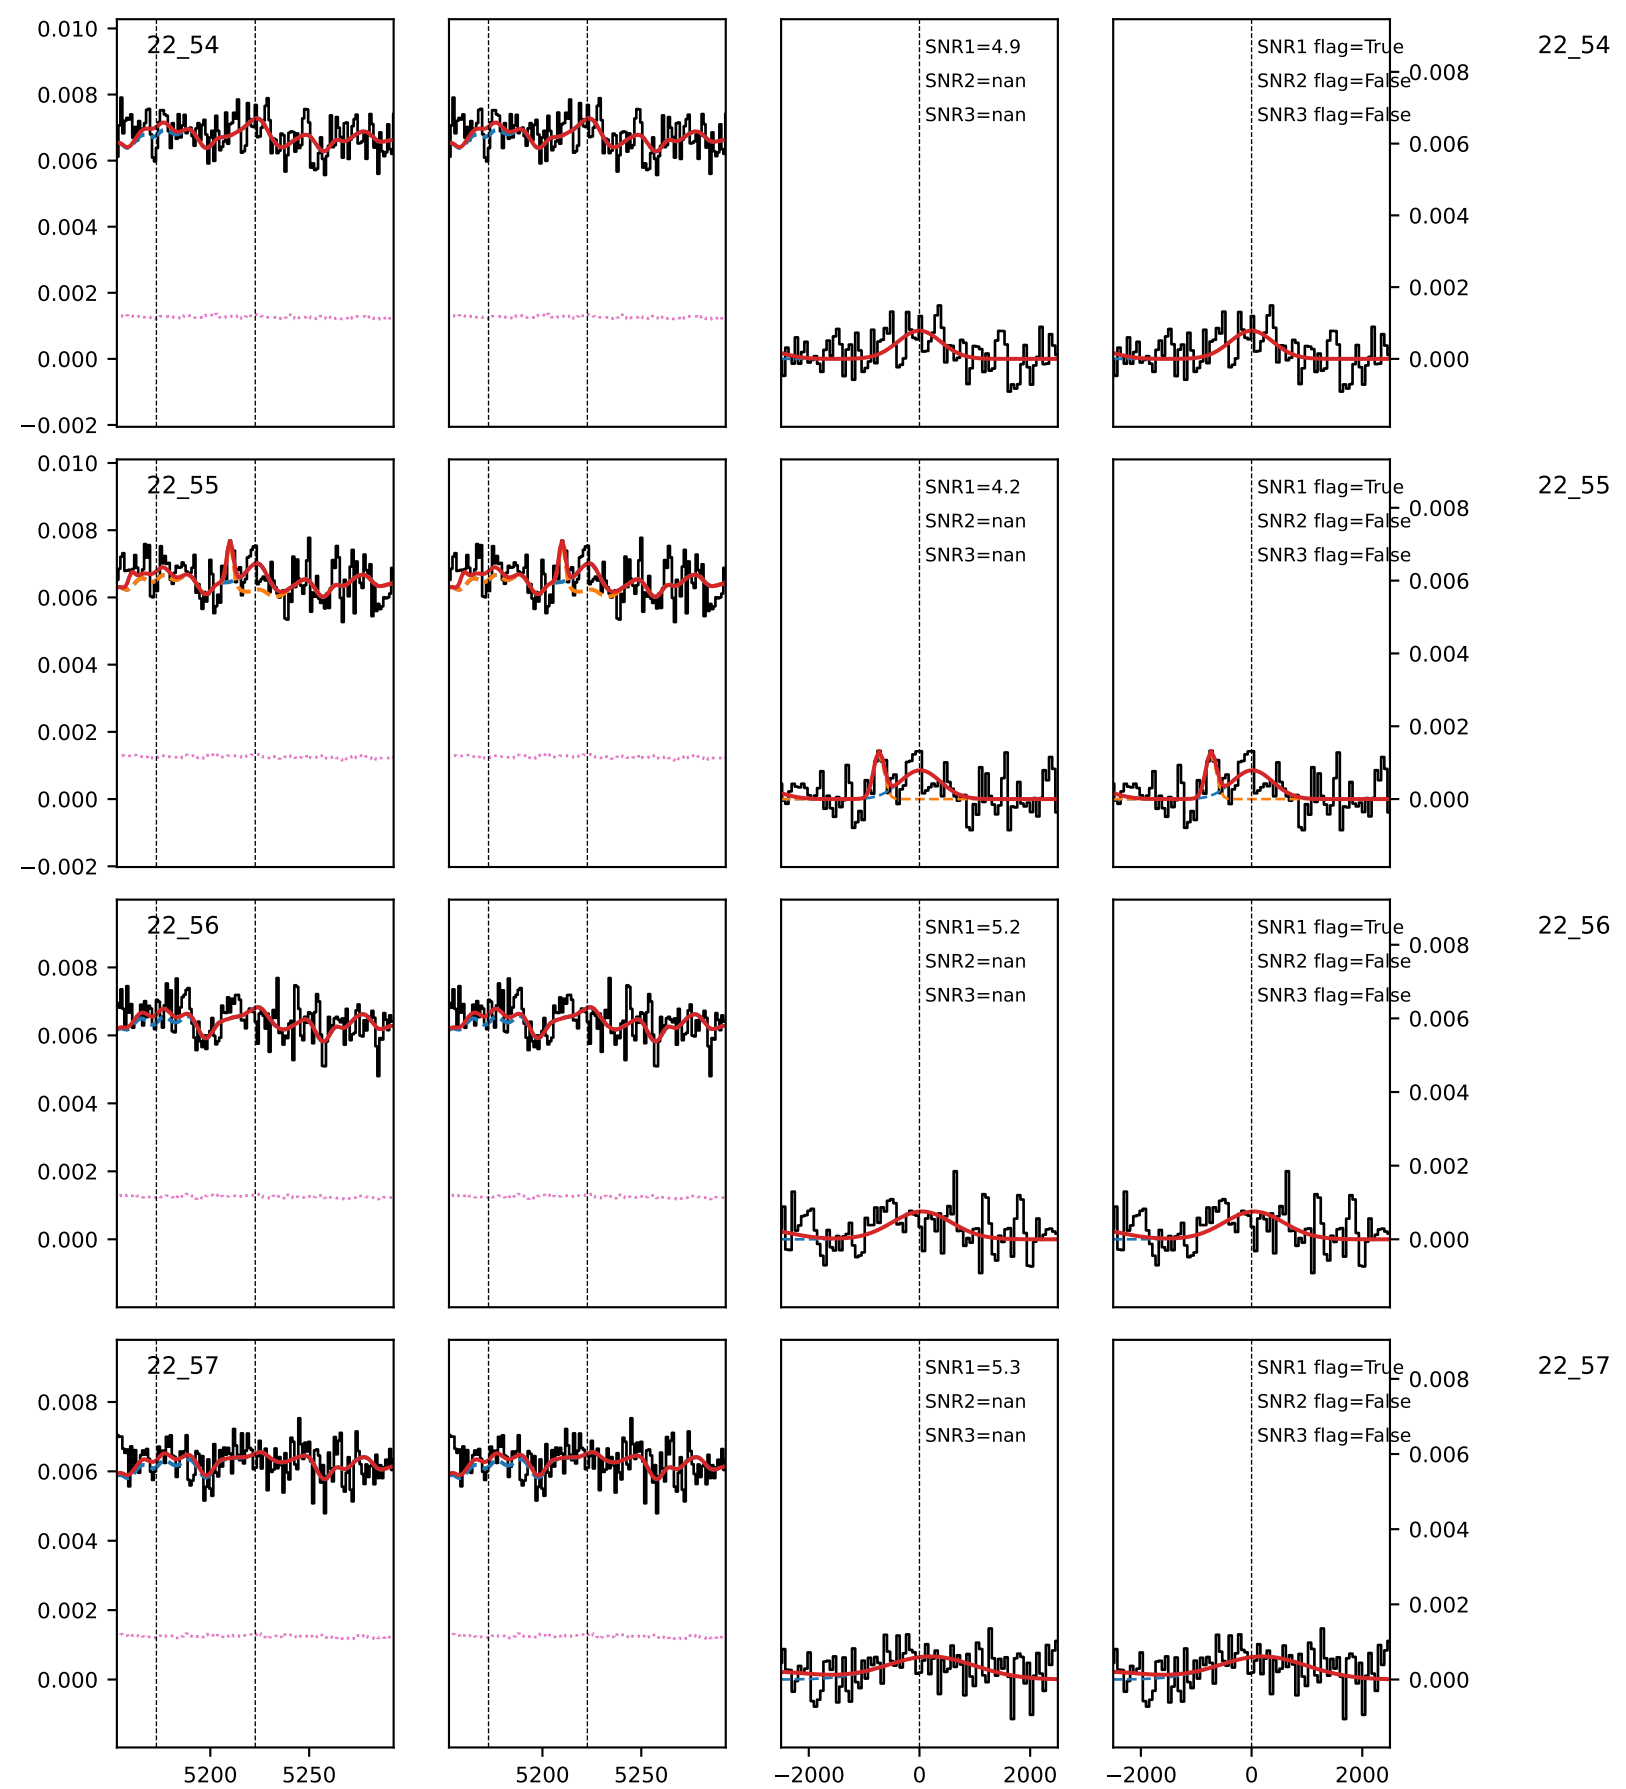 0.010
22_54
SNR1=4.9
SNR1 flag=True
22_54
0.008
SNR2=nan
SNR2 flag=False
0.008
SNR3=nan
SNR3 flag=False
0.006
0.006
0.004
0.004
0.002
0.002
0.000
0.000
−0.002
0.010
22_55
SNR1=4.2
SNR1 flag=True
22_55
0.008
SNR2=nan
SNR2 flag=False
0.008
SNR3=nan
SNR3 flag=False
0.006
0.006
0.004
0.004
0.002
0.002
0.000
0.000
−0.002
22_56
SNR1=5.2
SNR1 flag=True
22_56
0.008
SNR2=nan
SNR2 flag=False
0.008
SNR3=nan
SNR3 flag=False
0.006
0.006
0.004
0.004
0.002
0.002
0.000
0.000
22_57
SNR1=5.3
SNR1 flag=True
22_57
0.008
SNR2=nan
SNR2 flag=False
0.008
SNR3=nan
SNR3 flag=False
0.006
0.006
0.004
0.004
0.002
0.002
0.000
0.000
5200 5250 5200 5250 −2000 0 2000 −2000 0 2000